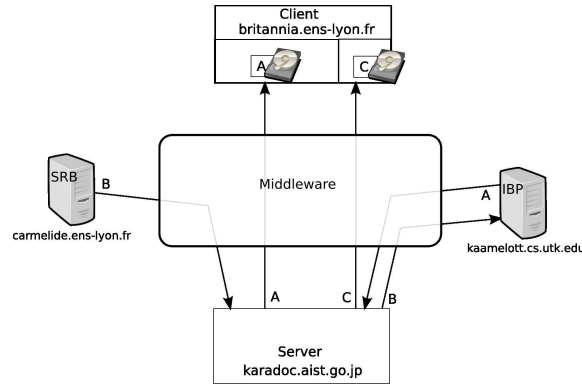 Client
britannia.ens-lyon.fr
A
C
SRB
B
Middleware
IBP
A
carmelide.ens-lyon.fr
kaamelott.cs.utk.edu
A
C
B
Server
karadoc.aist.go.jp